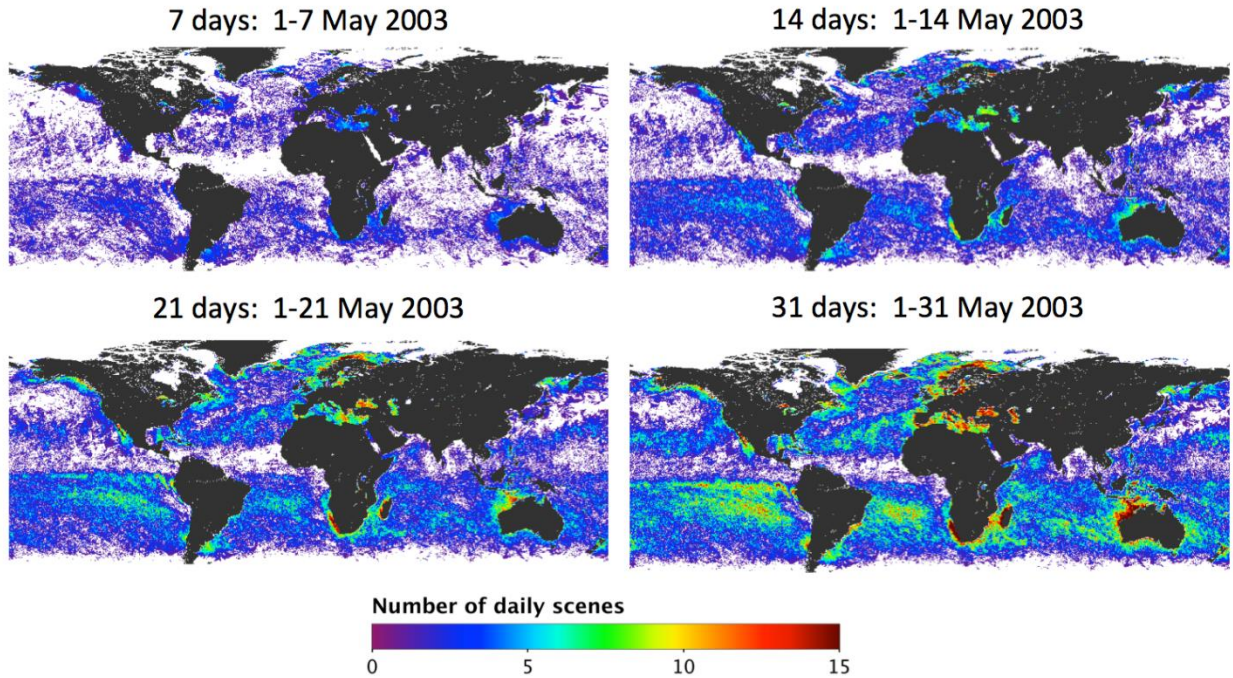 7 days:  1-7 May 2003
14 days:  1-14 May 2003
21 days:  1-21 May 2003
31 days:  1-31 May 2003
Number of daily scenes
0 5 10 15